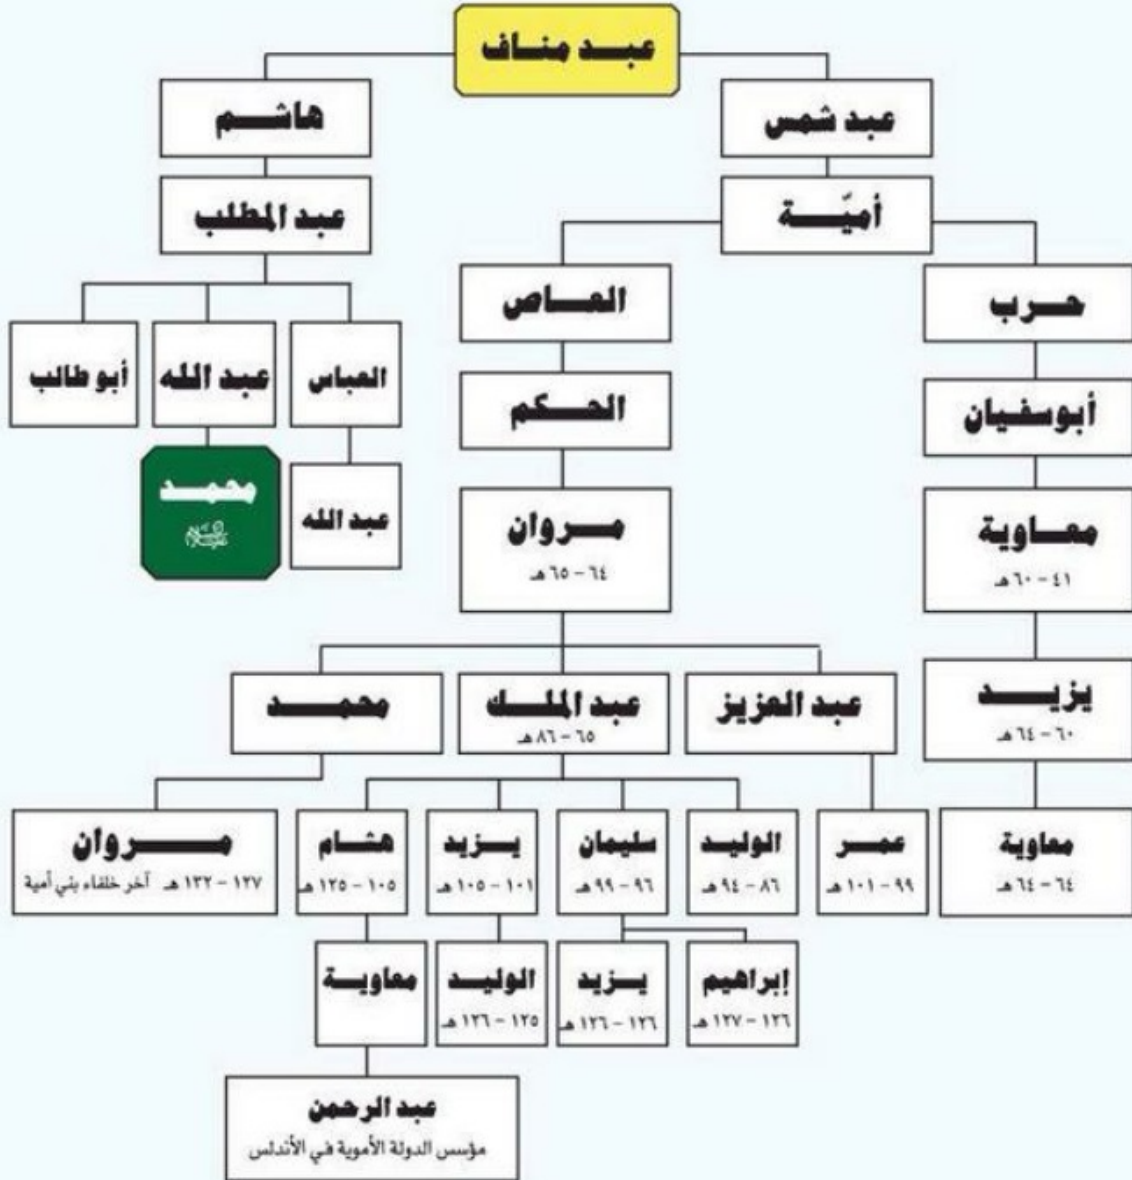 عبد مناف
عبد شمس
هاشم
أميّة
عبد المطلب
حرب
العاص
العباس
عبد الله
أبو طالب
أبوسفيان
الحكم
محمد
ﷺ
عبد الله
معاوية
٤١ - ٦٠ هـ
مروان
٦٤ - ٦٥ هـ
يزيد
٦٠ - ٦٤ هـ
عبد العزيز
عبد الملك
٦٥ - ٨٦ هـ
محمد
معاوية
٦٤ - ٦٤ هـ
عمر
٩٩ - ١٠١ هـ
الوليد
٨٦ - ٩٤ هـ
سليمان
٩٦ - ٩٩ هـ
يزيد
١٠١ - ١٠٥ هـ
هشام
١٠٥ - ١٢٥ هـ
مروان
١٢٧ - ١٣٢ هـ آخر خلفاء بني أمية
إبراهيم
١٢٦ - ١٢٧ هـ
يزيد
١٢٦ - ١٢٦ هـ
الوليد
١٢٥ - ١٢٦ هـ
معاوية
عبد الرحمن
مؤسس الدولة الأموية في الأندلس